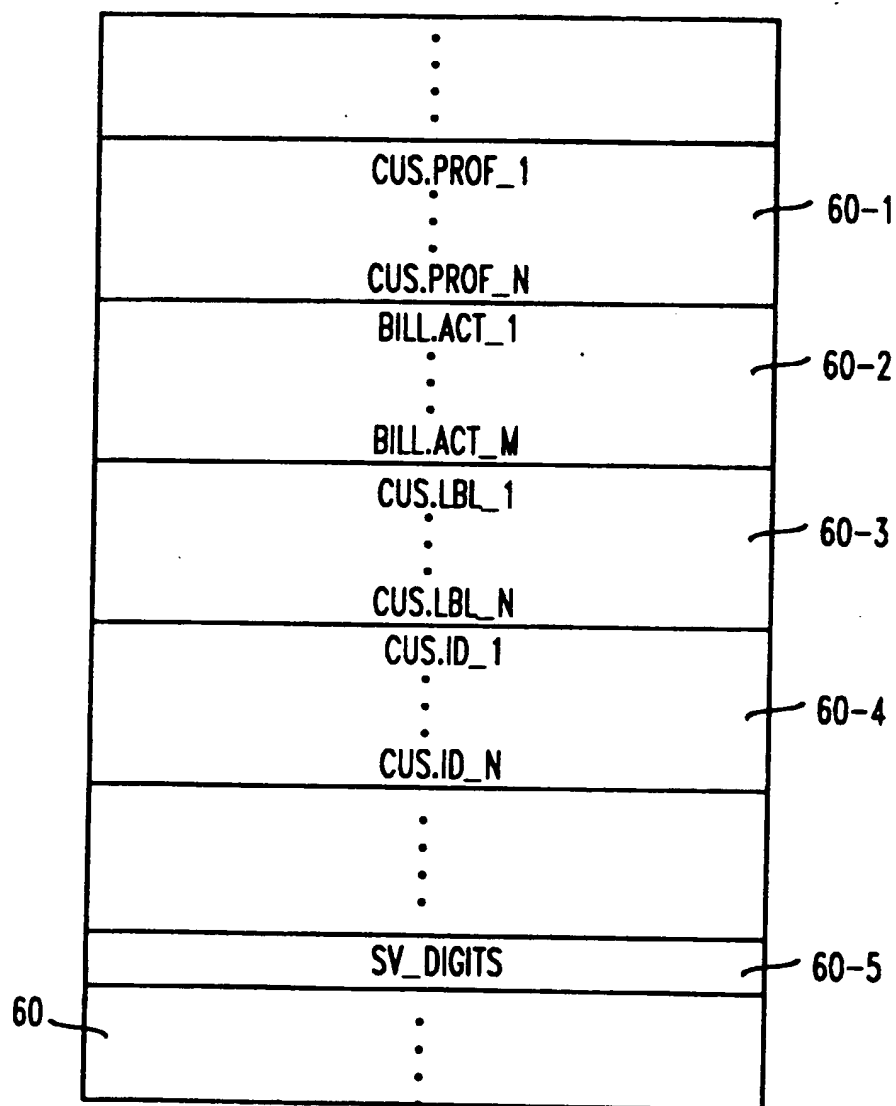 CUS.PROF_1
60-1
CUS.PROF_N
BILL.ACT_1
60-2
BILL.ACT_M
CUS.LBL_1
60-3
CUS.LBL_N
CUS.ID_1
60-4
CUS.ID_N
SV_DIGITS
60-5
60